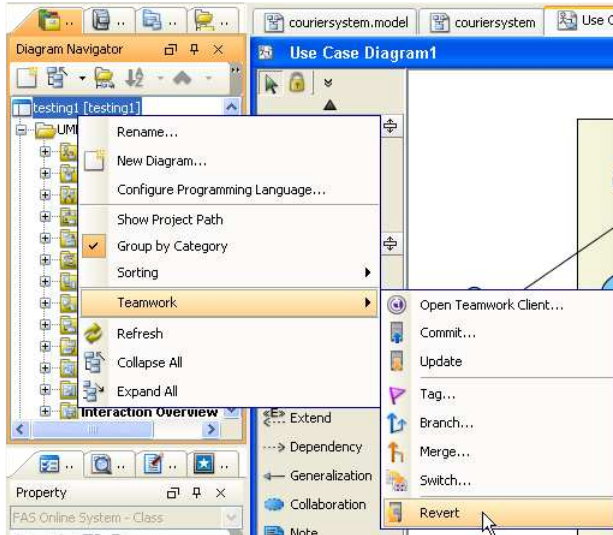 couriersystem.model
couriersystem
Use C
Diagram Navigator
Use Case Diagram1
testing1 [testing1]
UM
Rename...
New Diagram...
Configure Programming Language...
Show Project Path
Group by Category
Sorting
Teamwork
Open Teamwork Client...
Refresh
Commit...
Collapse All
Update
Expand All
Tag...
Interaction Overview
Extend
Branch...
Dependency
Merge...
Generalization
Switch...
Property
Collaboration
Revert
FAS Online System - Class
Note